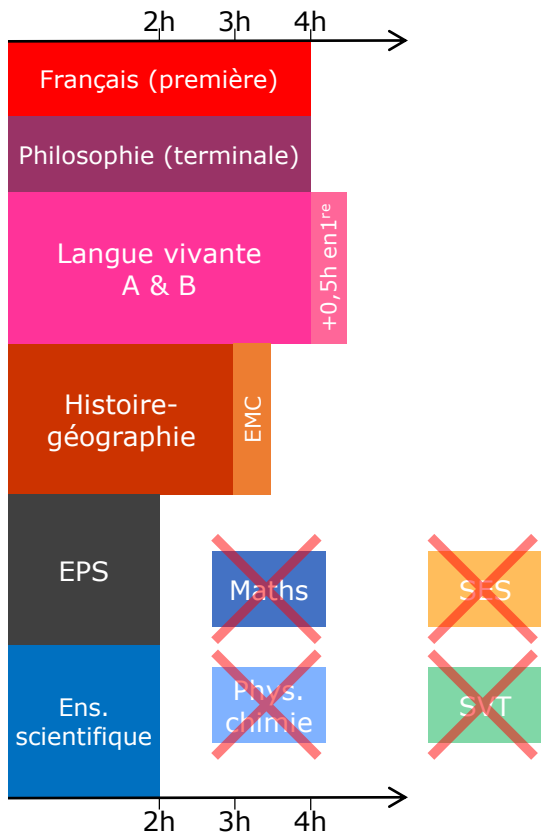 2h 3h 4h
Français (première)
Philosophie (terminale)
Langue vivante
A & B
+0,5h en1re
Histoire-
géographie
EMC
EPS
Maths
SES
Ens.
scientifique
Phys.
chimie
SVT
2h 3h 4h